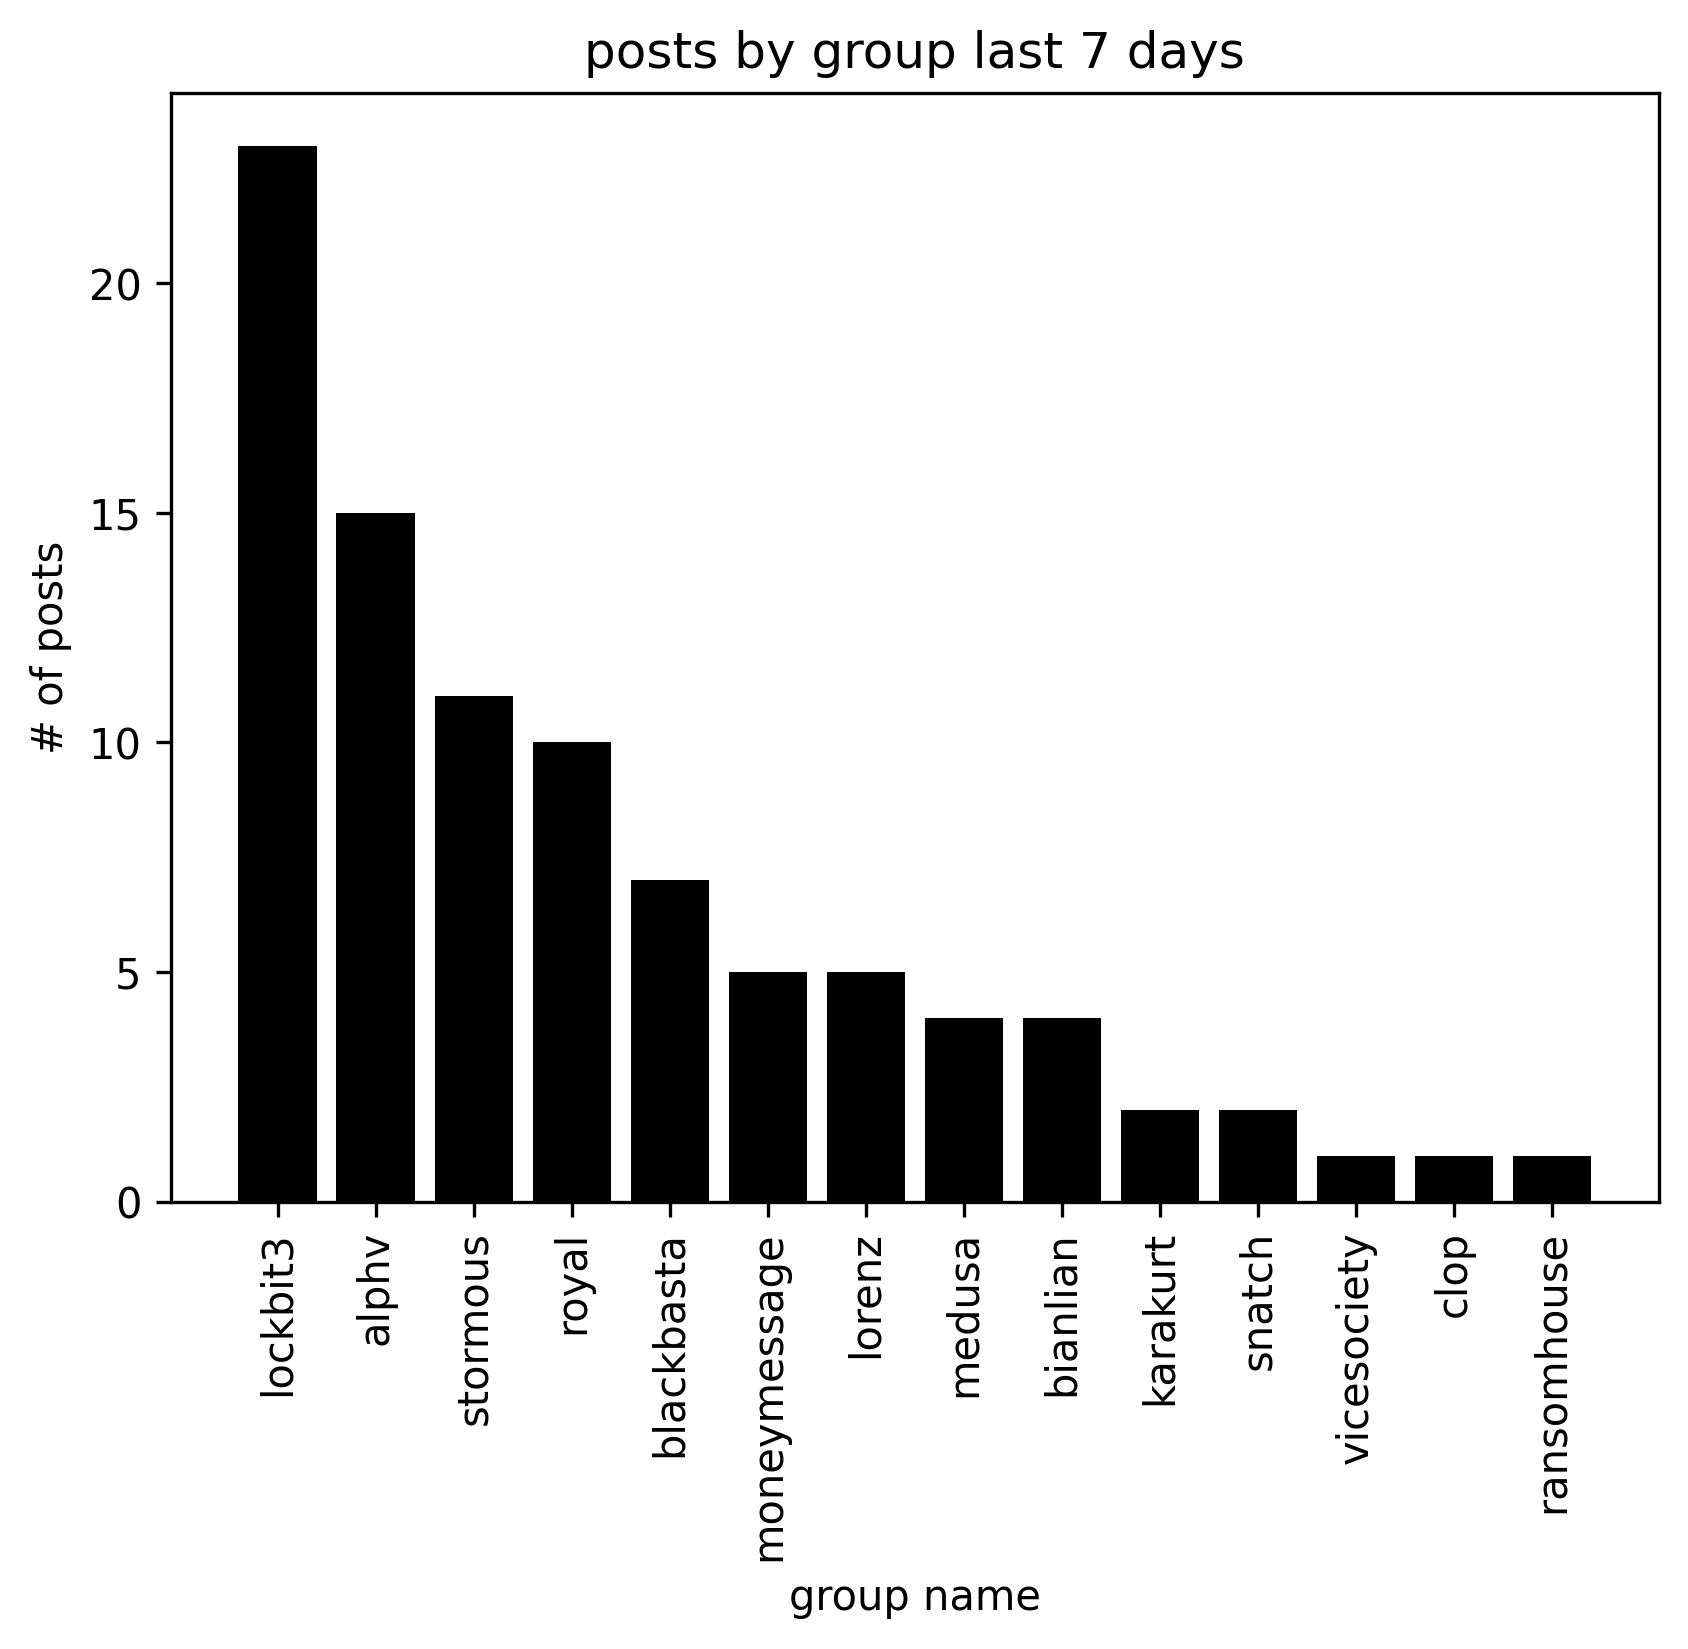 posts by group last 7 days
# of posts
20
15
10
5
0
lockbit3
alphv
stormous
royal
blackbasta
moneymessage
lorenz
medusa
bianlian
karakurt
snatch
vicesociety
clop
ransomhouse
group name